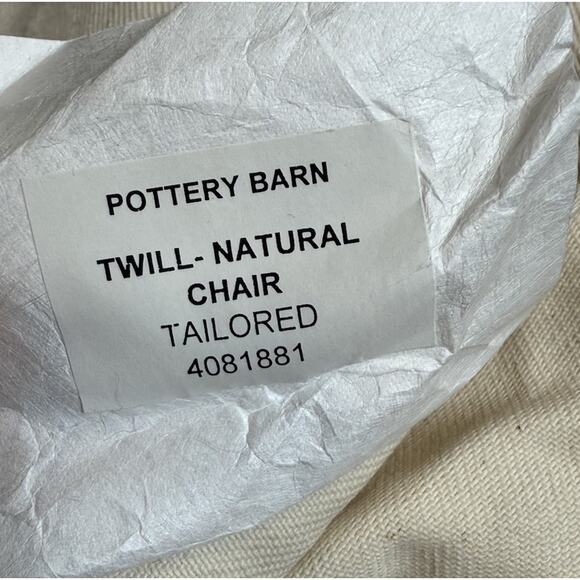 POTTERY BARN
TWILL- NATURAL
CHAIR
TAILORED
4081881